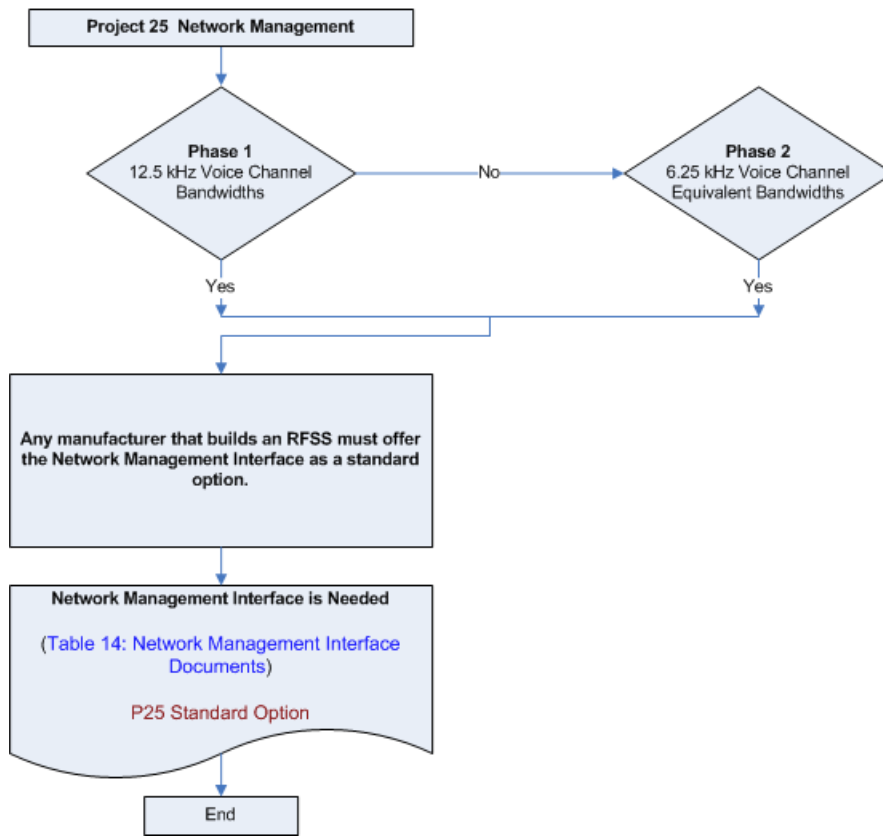 Project 25 Network Management
Phase 1
12.5 kHz Voice Channel
Bandwidths
No
Phase 2
6.25 kHz Voice Channel
Equivalent Bandwidths
Yes
Yes
Any manufacturer that builds an RFSS must offer
the Network Management Interface as a standard
option.
Network Management Interface is Needed
(Table 14: Network Management Interface
Documents)
P25 Standard Option
End